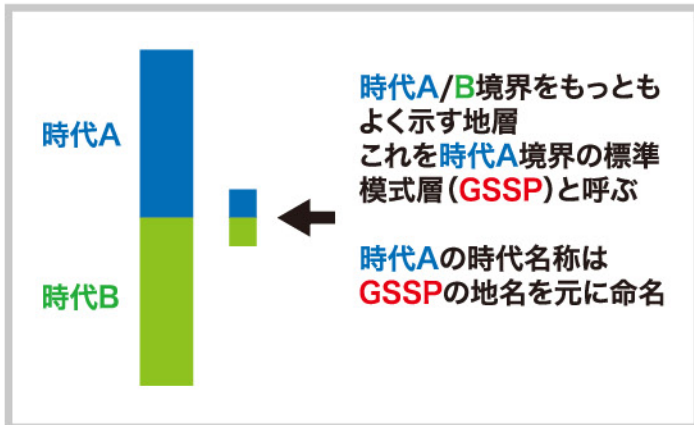 時代A
時代B
時代A/B境界をもっとも
よく示す地層
これを時代A境界の標準
模式層(GSSP)と呼ぶ
時代Aの時代名称は
GSSPの地名を元に命名